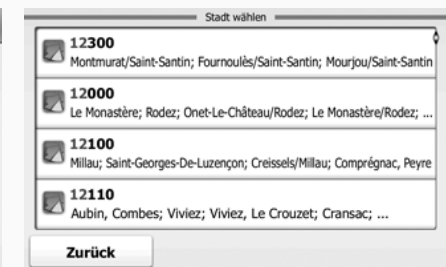 Stadt wählen
12300
Montmurat/Saint-Santin; Fournoulès/Saint-Santin; Mourjou/Saint-Santin
12000
Le Monastère; Rodez; Onet-Le-Château/Rodez; Le Monastère/Rodez; ...
12100
Millau; Saint-Georges-De-Luzençon; Creissels/Millau; Comprégnac, Peyre
12110
Aubin, Combes; Viviez; Viviez, Le Crouzet; Cransac; ...
Zurück